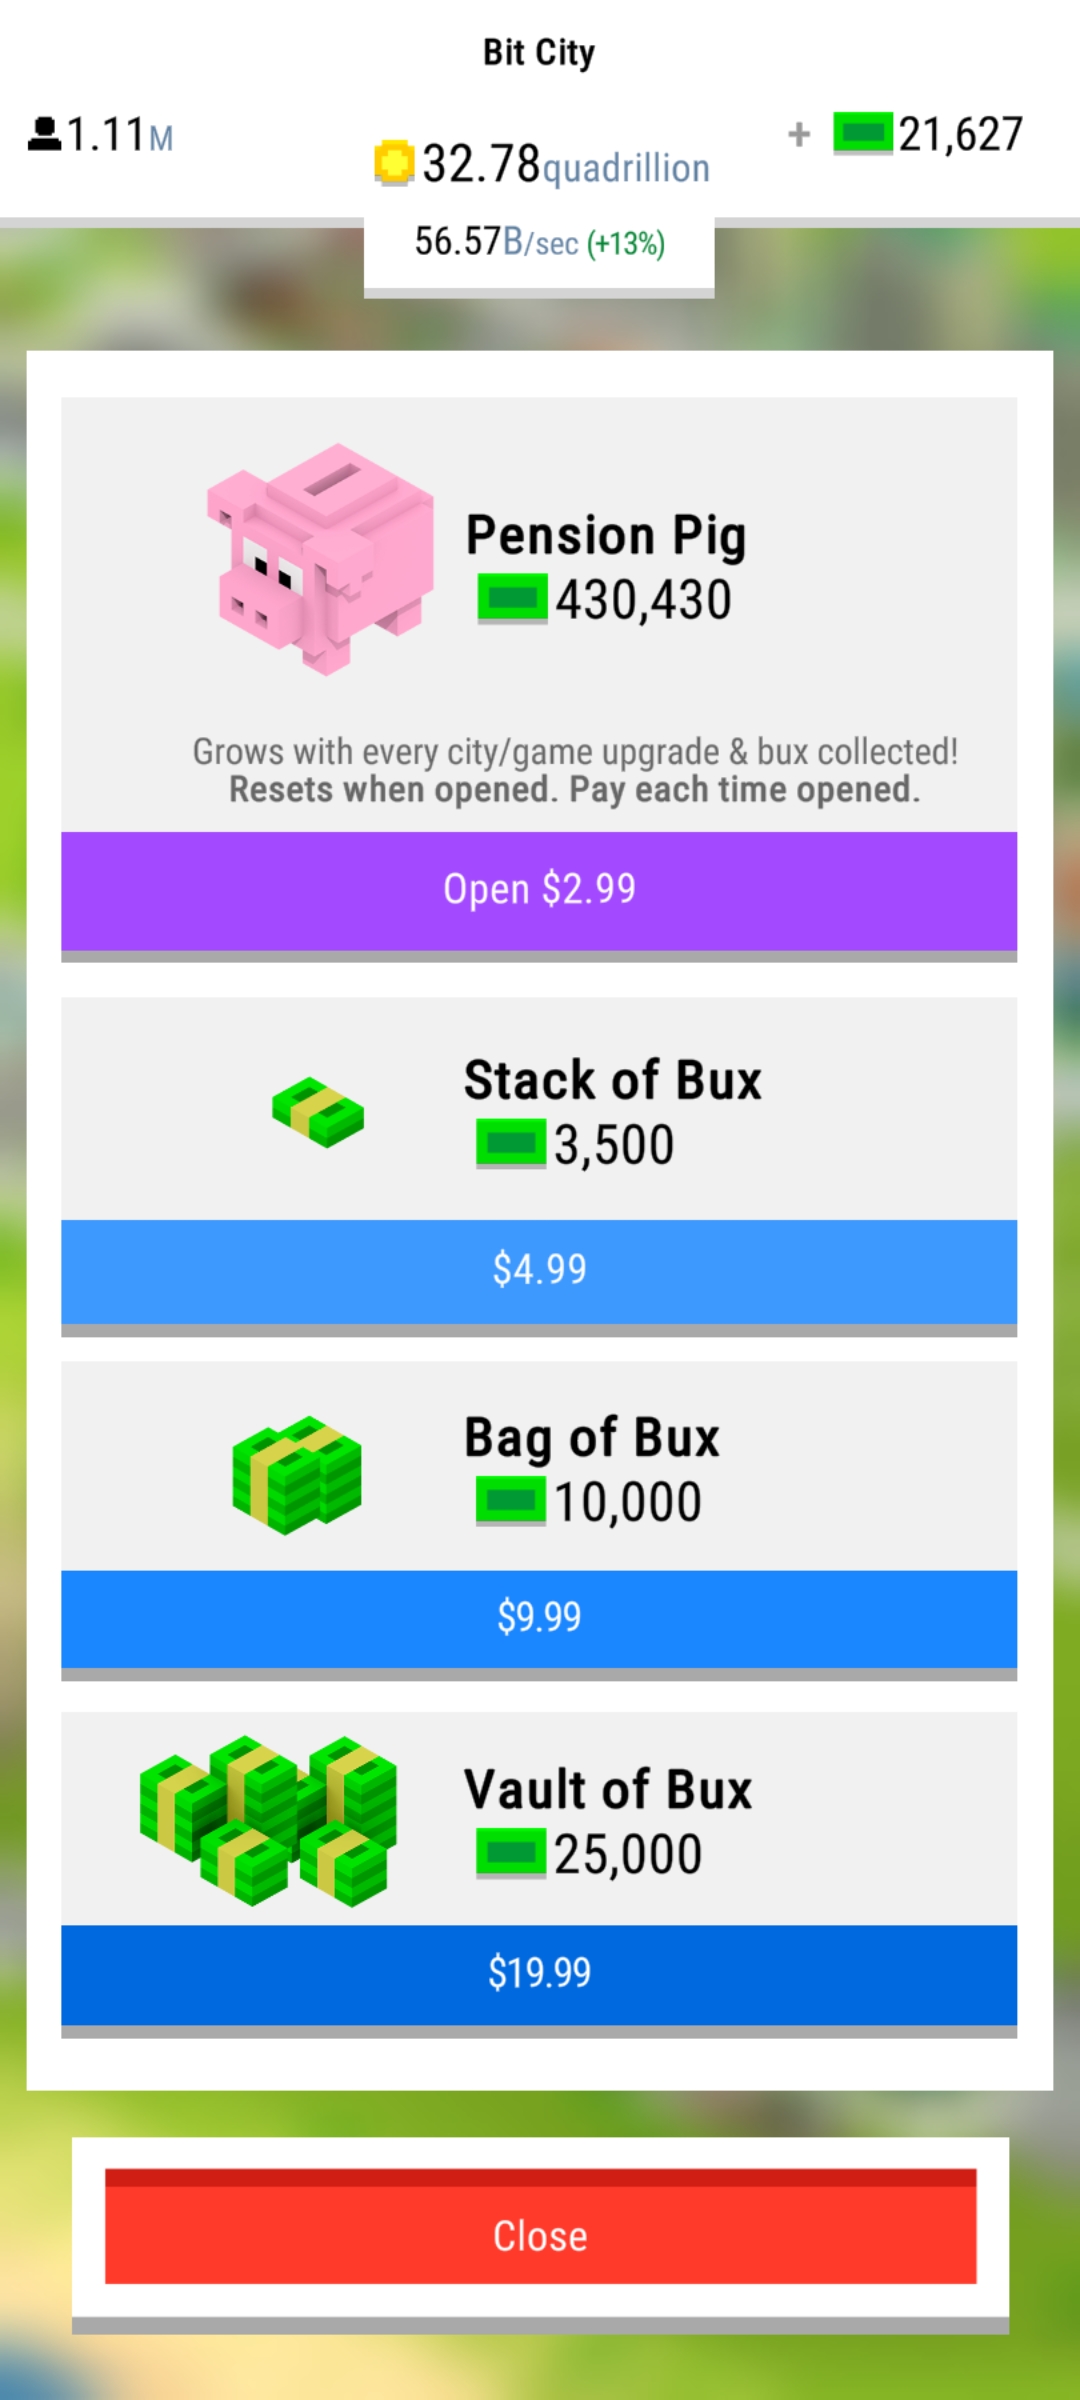 Bit City
1.11M
32.78quadrillion
+ 21,627
56.57B/sec (+13%)
Pension Pig
430,430
Grows with every city/game upgrade & bux collected!
Resets when opened. Pay each time opened.
Open $2.99
Stack of Bux
3,500
$4.99
Bag of Bux
10,000
$9.99
Vault of Bux
25,000
$19.99
Close